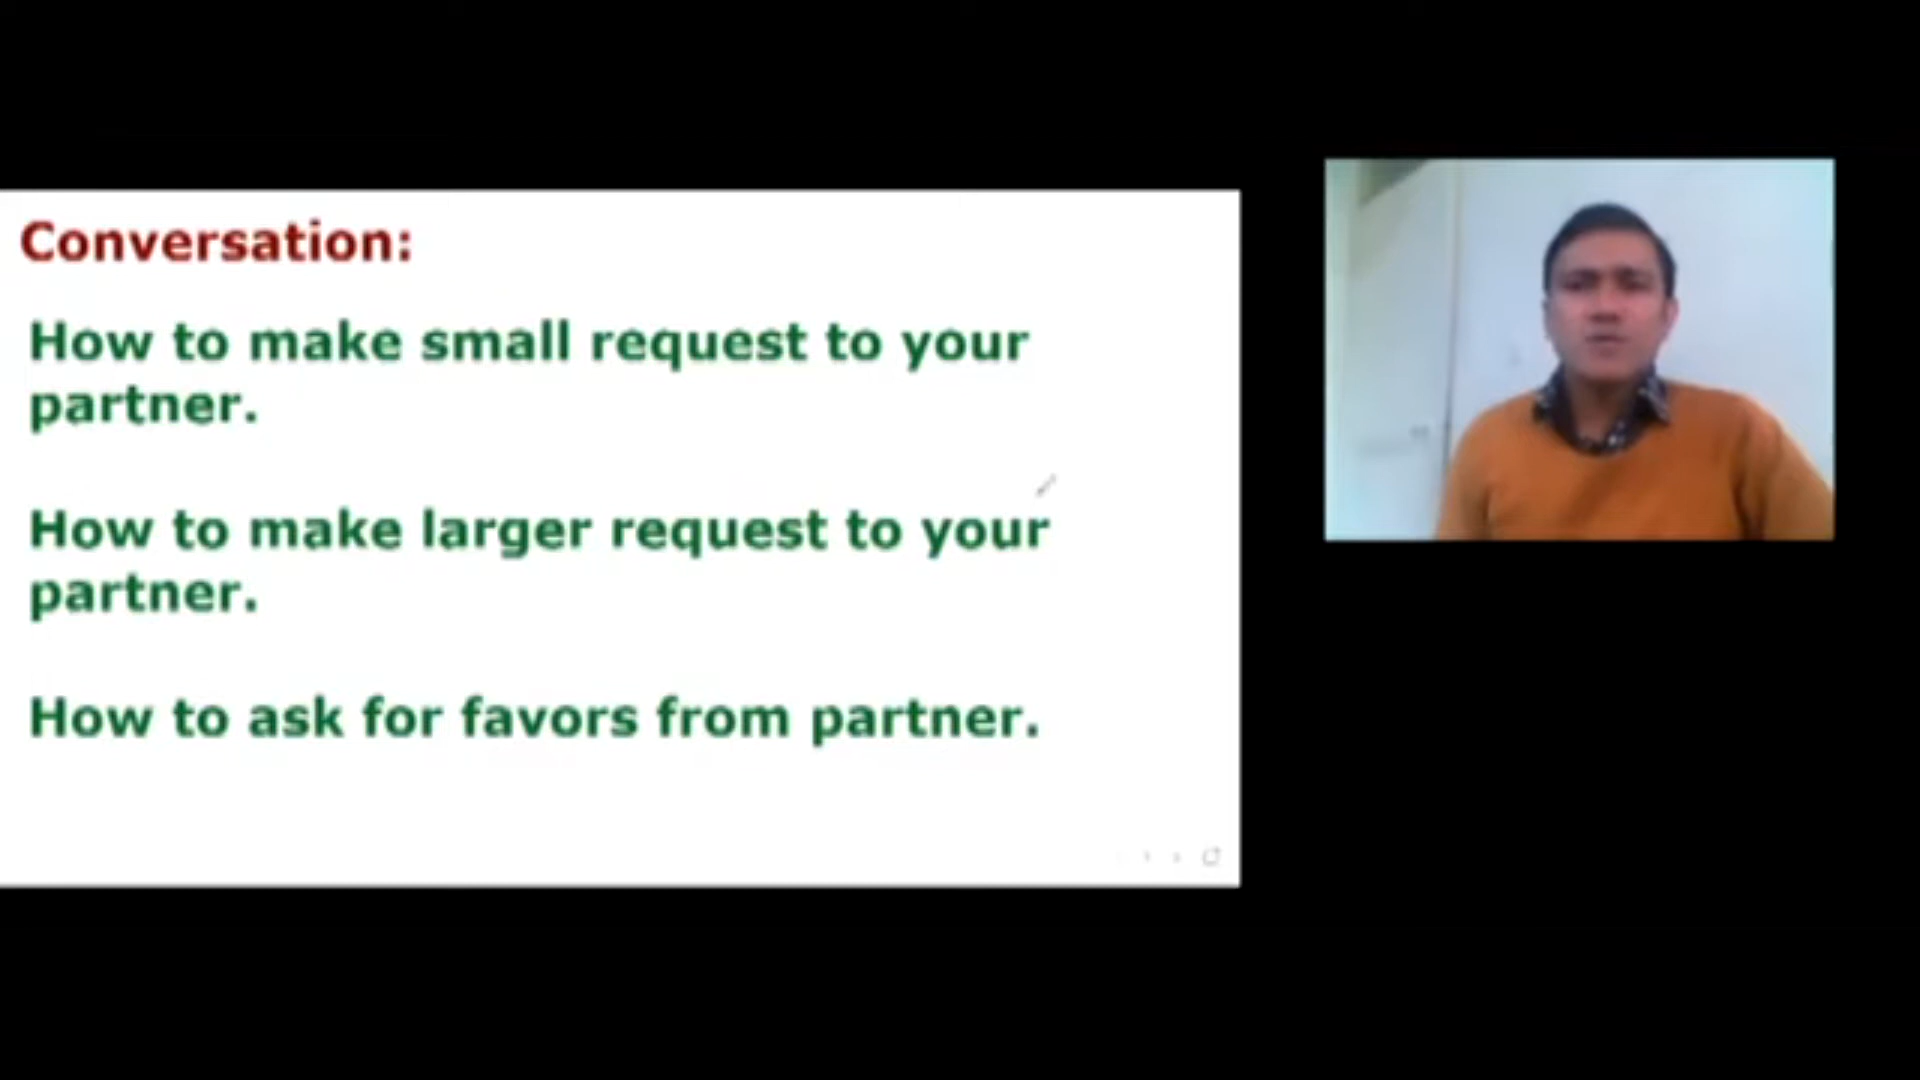 Conversation:
How to make small request to your
partner.
How to make larger request to your
partner.
How to ask for favors from partner.